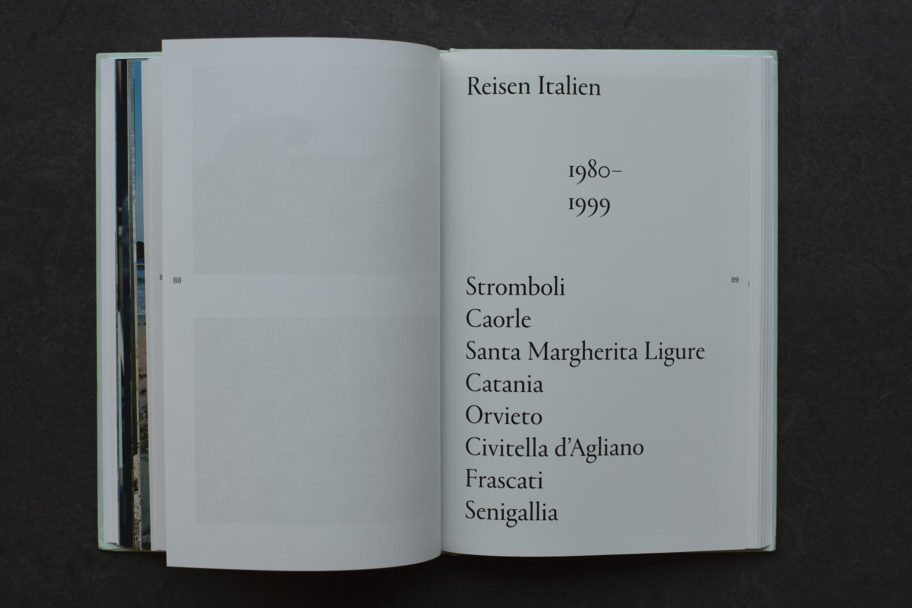 88
Reisen Italien
1980–
1999
89
Stromboli
Caorle
Santa Margherita Ligure
Catania
Orvieto
Civitella d’Agliano
Frascati
Senigallia